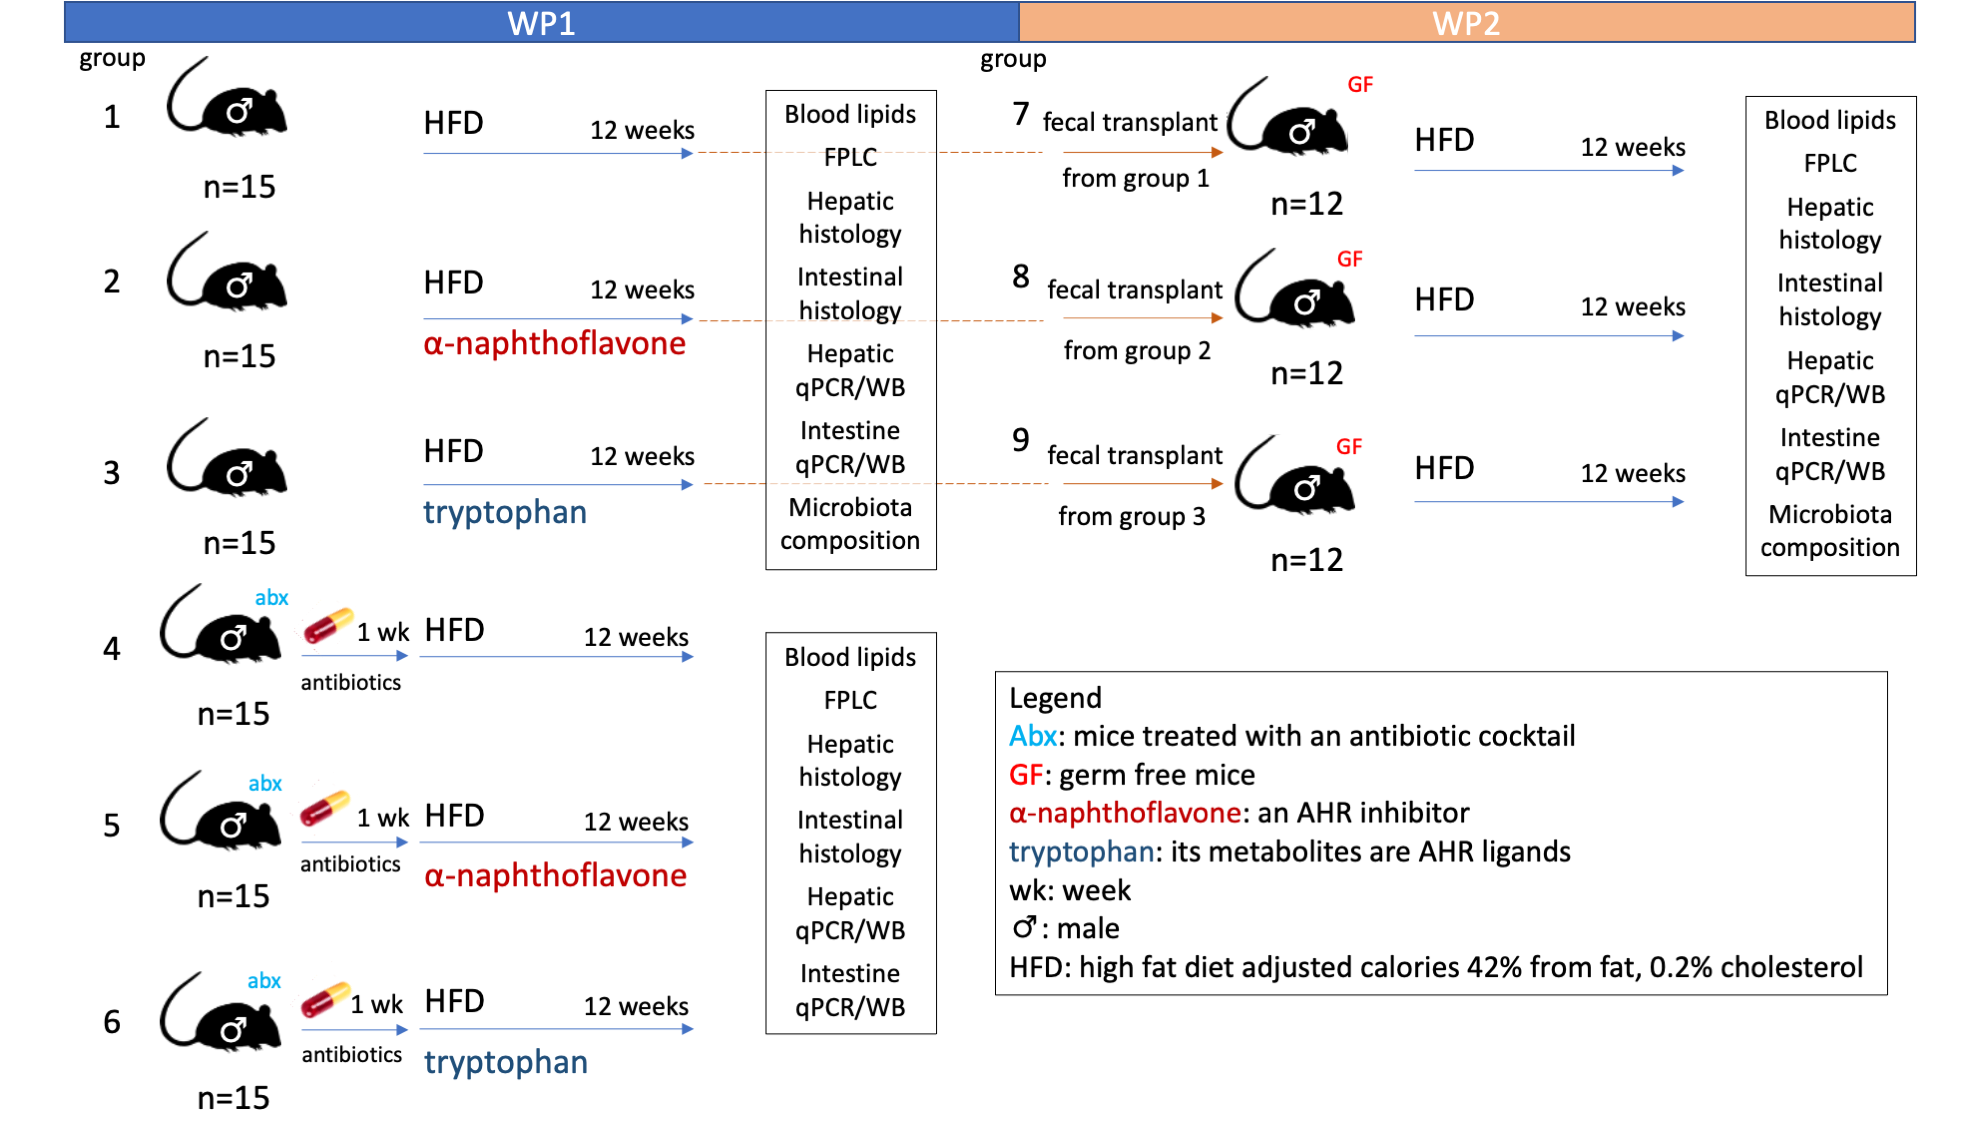 WP1
WP2
group
1
n=15
HFD
12 weeks
2
n=15
HFD
12 weeks
α-naphthoflavone
3
n=15
HFD
12 weeks
tryptophan
Blood lipids
FPLC
Hepatic
histology
Intestinal
histology
Hepatic
qPCR/WB
Intestine
qPCR/WB
Microbiota
composition
4
abx
n=15
1 wk
antibiotics
HFD
12 weeks
5
abx
n=15
1 wk
antibiotics
HFD
12 weeks
α-naphthoflavone
6
abx
n=15
1 wk
antibiotics
HFD
12 weeks
tryptophan
Blood lipids
FPLC
Hepatic
histology
Intestinal
histology
Hepatic
qPCR/WB
Intestine
qPCR/WB
group
7
fecal transplant
from group 1
GF
n=12
HFD
12 weeks
8
fecal transplant
from group 2
GF
n=12
HFD
12 weeks
9
fecal transplant
from group 3
GF
n=12
HFD
12 weeks
Blood lipids
FPLC
Hepatic
histology
Intestinal
histology
Hepatic
qPCR/WB
Intestine
qPCR/WB
Microbiota
composition
Legend
Abx: mice treated with an antibiotic cocktail
GF: germ free mice
α-naphthoflavone: an AHR inhibitor
tryptophan: its metabolites are AHR ligands
wk: week
♂: male
HFD: high fat diet adjusted calories 42% from fat, 0.2% cholesterol